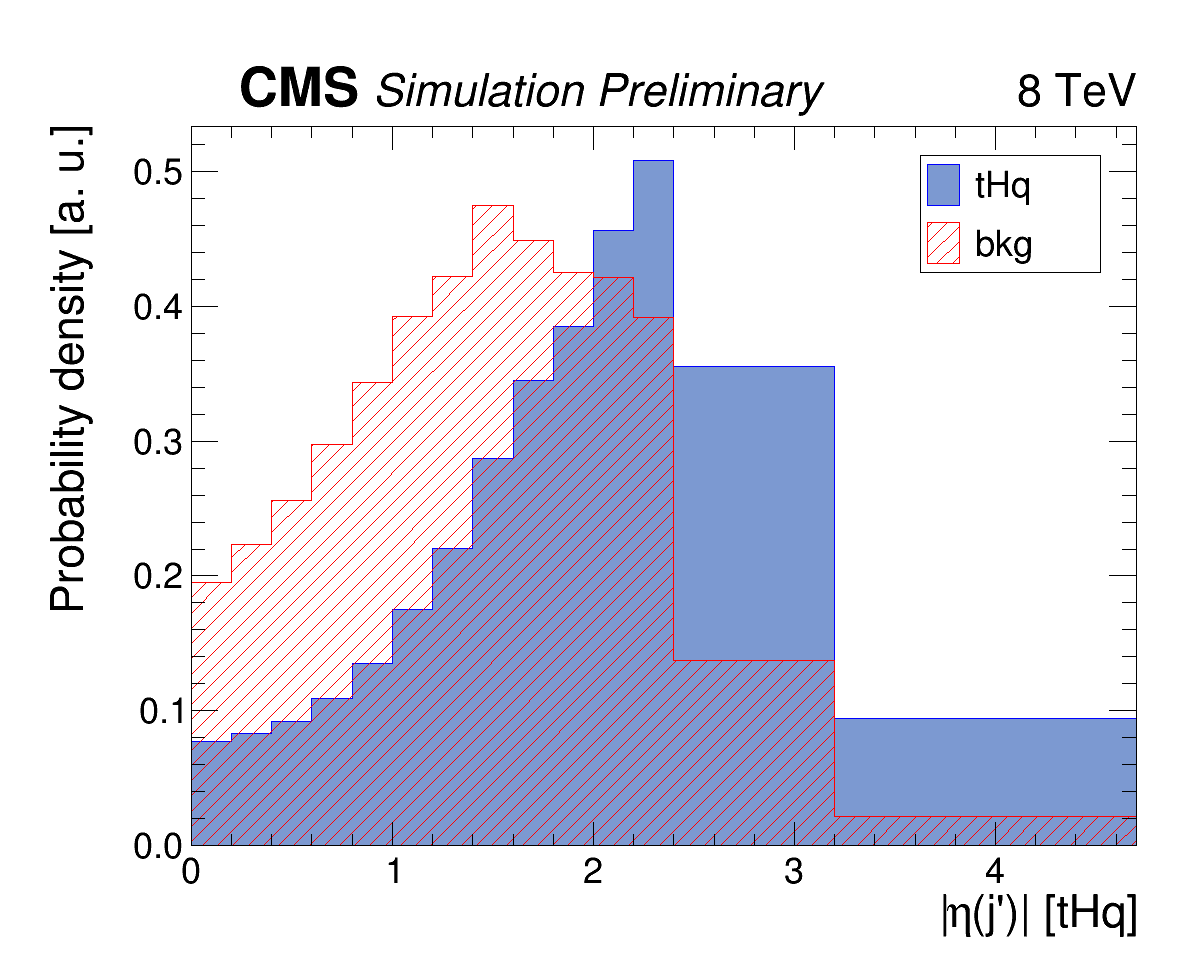 CMS Simulation Preliminary 8 TeV
Probability density [a. u.]
0.5
0.4
0.3
0.2
0.1
0.0
tHq
bkg
0 1 2 3 4
|η(j')| [tHq]